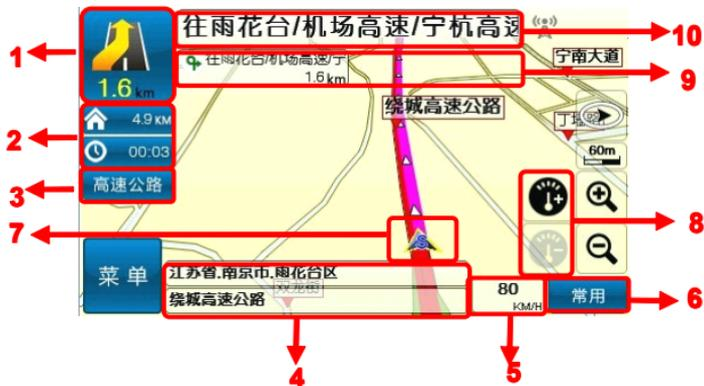 往雨花台/机场高速/宁杭高速
10
1
往雨花台/机场高速/宁
1.6 km
9
宁南大道
1.6 km
绕城高速公路
4.9 KM
2
00:03
60m
3
高速公路
8
7
菜单
江苏省.南京市.雨花台区
双龙街
绕城高速公路
80
KM/H
常用
6
4
5